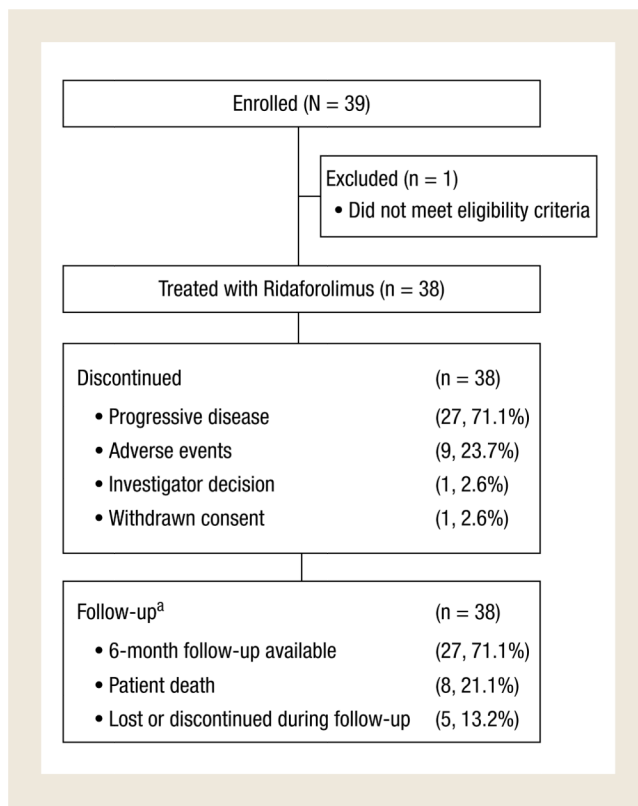 Enrolled (N = 39)
Excluded (n = 1)
• Did not meet eligibility criteria
Treated with Ridaforolimus (n = 38)
Discontinued (n = 38)
• Progressive disease (27, 71.1%)
• Adverse events (9, 23.7%)
• Investigator decision (1, 2.6%)
• Withdrawn consent (1, 2.6%)
Follow-upᵃ (n = 38)
• 6-month follow-up available (27, 71.1%)
• Patient death (8, 21.1%)
• Lost or discontinued during follow-up (5, 13.2%)